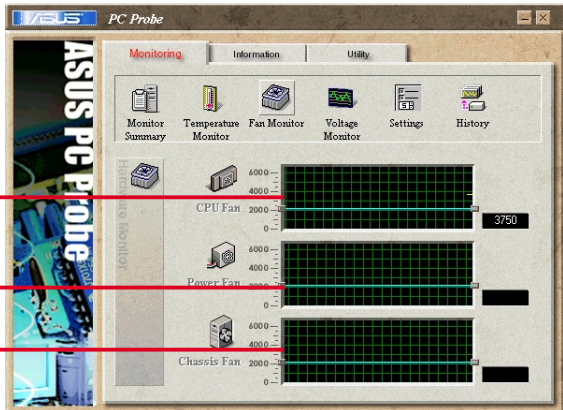 /ASUS PC Probe
ASUS PC Probe
Monitoring Information Utility
Monitor Summary
Temperature Monitor
Fan Monitor
Voltage Monitor
Settings
History
Hardware Monitor
6000
4000
2000
0
CPU Fan
3750
6000
4000
2000
0
Power Fan
6000
4000
2000
0
Chassis Fan